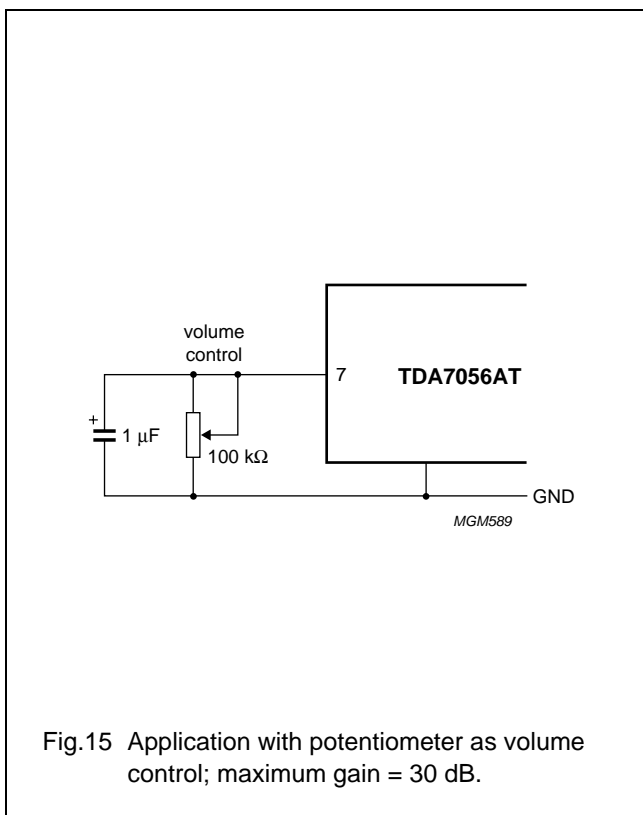 volume
control
7
TDA7056AT
+
1 μF
100 kΩ
GND
MGM589
Fig.15 Application with potentiometer as volume
control; maximum gain = 30 dB.